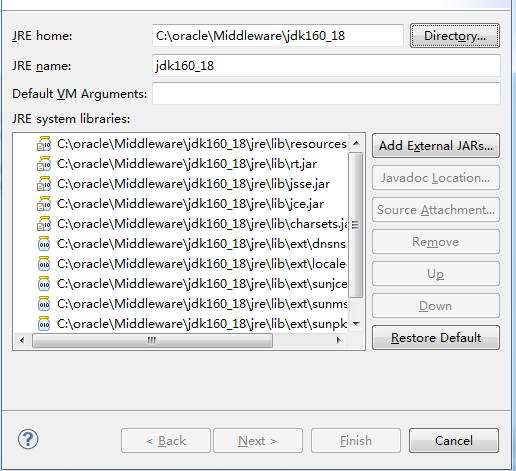 JRE home: C:\oracle\Middleware\jdk160_18 Directory...
JRE name: jdk160_18
Default VM Arguments:
JRE system libraries:
C:\oracle\Middleware\jdk160_18\jre\lib\resources
C:\oracle\Middleware\jdk160_18\jre\lib\rt.jar
C:\oracle\Middleware\jdk160_18\jre\lib\jsse.jar
C:\oracle\Middleware\jdk160_18\jre\lib\jce.jar
C:\oracle\Middleware\jdk160_18\jre\lib\charsets.ja
C:\oracle\Middleware\jdk160_18\jre\lib\ext\dnsns
C:\oracle\Middleware\jdk160_18\jre\lib\ext\locale
C:\oracle\Middleware\jdk160_18\jre\lib\ext\sunjce
C:\oracle\Middleware\jdk160_18\jre\lib\ext\sunms
C:\oracle\Middleware\jdk160_18\jre\lib\ext\sunpk
Add External JARs...
Javadoc Location...
Source Attachment...
Remove
Up
Down
Restore Default
? < Back Next > Finish Cancel